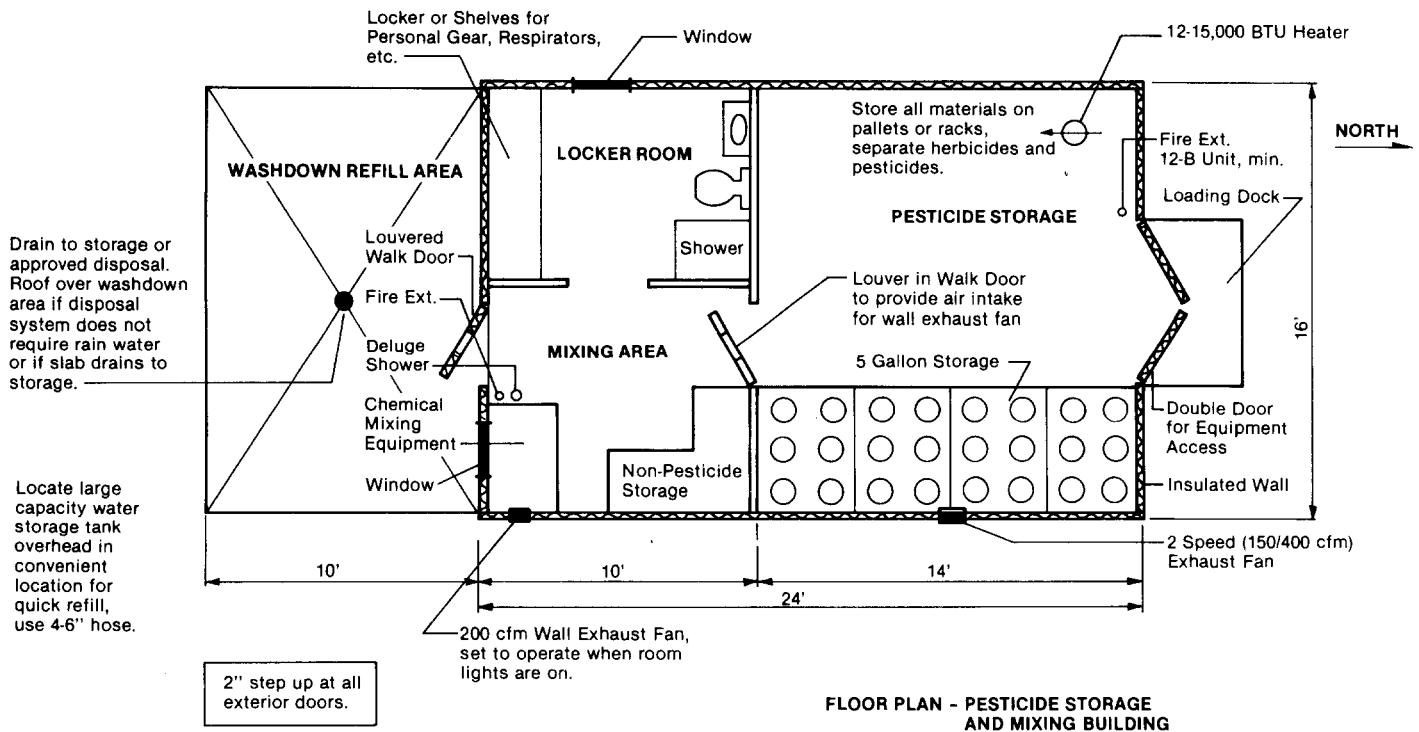 Locker or Shelves for
Personal Gear, Respirators,
etc.
Window
12-15,000 BTU Heater
WASHDOWN REFILL AREA
LOCKER ROOM
Store all materials on
pallets or racks,
separate herbicides and
pesticides.
NORTH
Fire Ext.
12-B Unit, min.
Loading Dock
PESTICIDE STORAGE
Shower
Drain to storage or
approved disposal.
Roof over washdown
area if disposal
system does not
require rain water
or if slab drains to
storage.
Louvered
Walk Door
Fire Ext.
Deluge
Shower
Chemical
Mixing
Equipment
Window
MIXING AREA
Louver in Walk Door
to provide air intake
for wall exhaust fan
5 Gallon Storage
16'
Non-Pesticide
Storage
Double Door
for Equipment
Access
Insulated Wall
2 Speed (150/400 cfm)
Exhaust Fan
Locate large
capacity water
storage tank
overhead in
convenient
location for
quick refill,
use 4-6" hose.
10'
10'
14'
24'
200 cfm Wall Exhaust Fan,
set to operate when room
lights are on.
2" step up at all
exterior doors.
FLOOR PLAN - PESTICIDE STORAGE
AND MIXING BUILDING